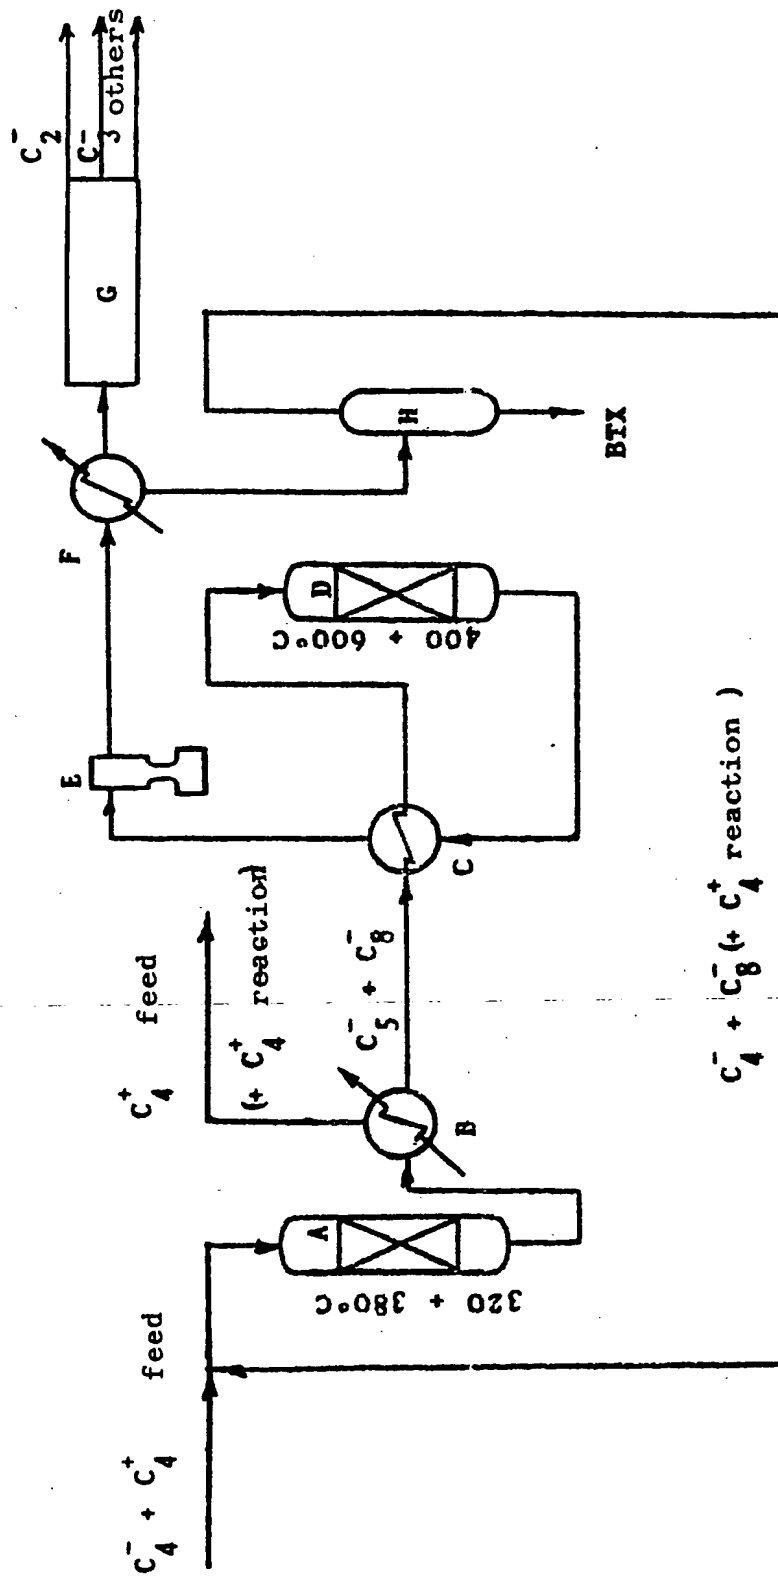 C₄⁻ + C₄⁺ feed
A
320 + 380°C
B
C₄⁺ feed
(+ C₄⁺ reaction)
C₅⁻ + C₈⁻
C
D
400 + 600°C
E
F
G
H
BTX
C₂⁻
C₃⁻
others
C₄⁻ + C₈⁻ (+ C₄⁺ reaction )